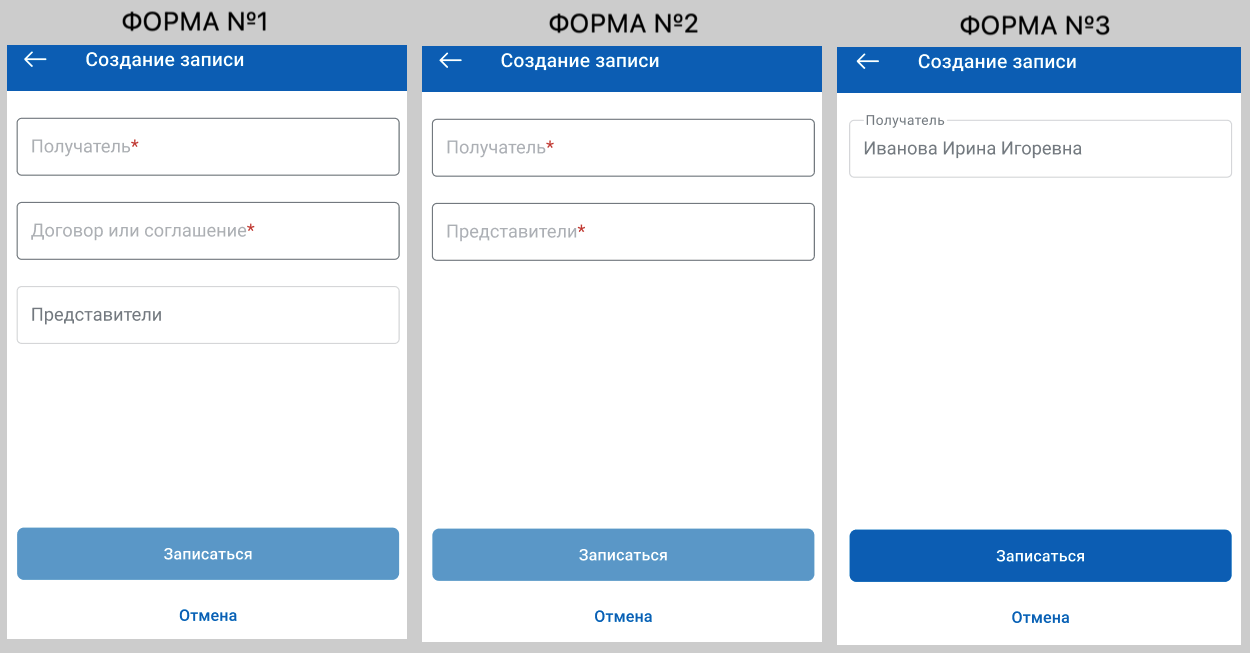 ФОРМА №1
Создание записи
Получатель*
Договор или соглашение*
Представители
Записаться
Отмена
ФОРМА №2
Создание записи
Получатель*
Представители*
Записаться
Отмена
ФОРМА №3
Создание записи
Получатель
Иванова Ирина Игоревна
Записаться
Отмена